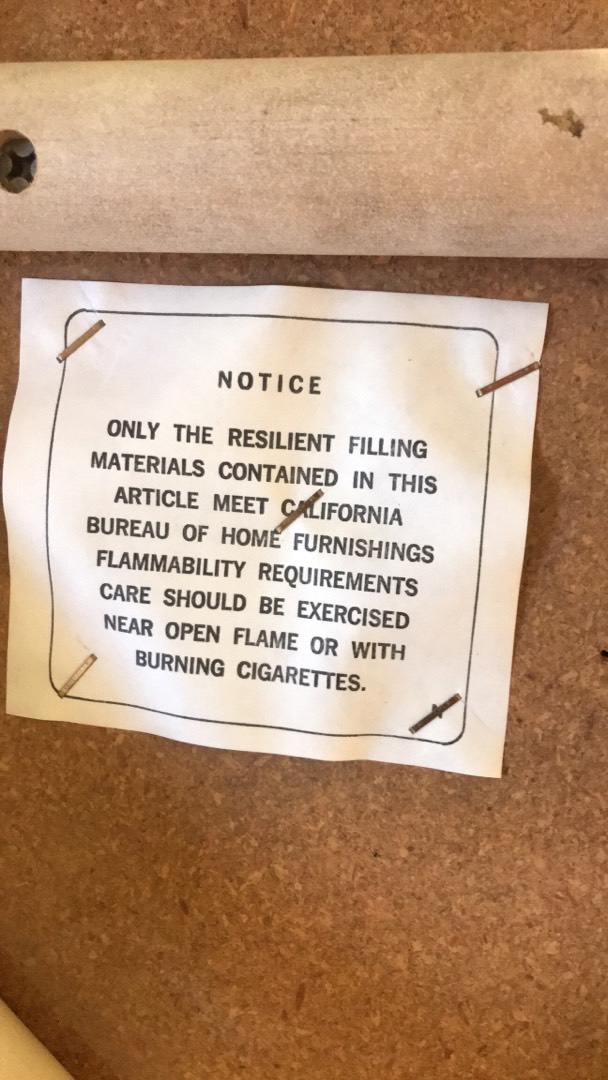 NOTICE
ONLY THE RESILIENT FILLING
MATERIALS CONTAINED IN THIS
ARTICLE MEET CALIFORNIA
BUREAU OF HOME FURNISHINGS
FLAMMABILITY REQUIREMENTS
CARE SHOULD BE EXERCISED
NEAR OPEN FLAME OR WITH
BURNING CIGARETTES.